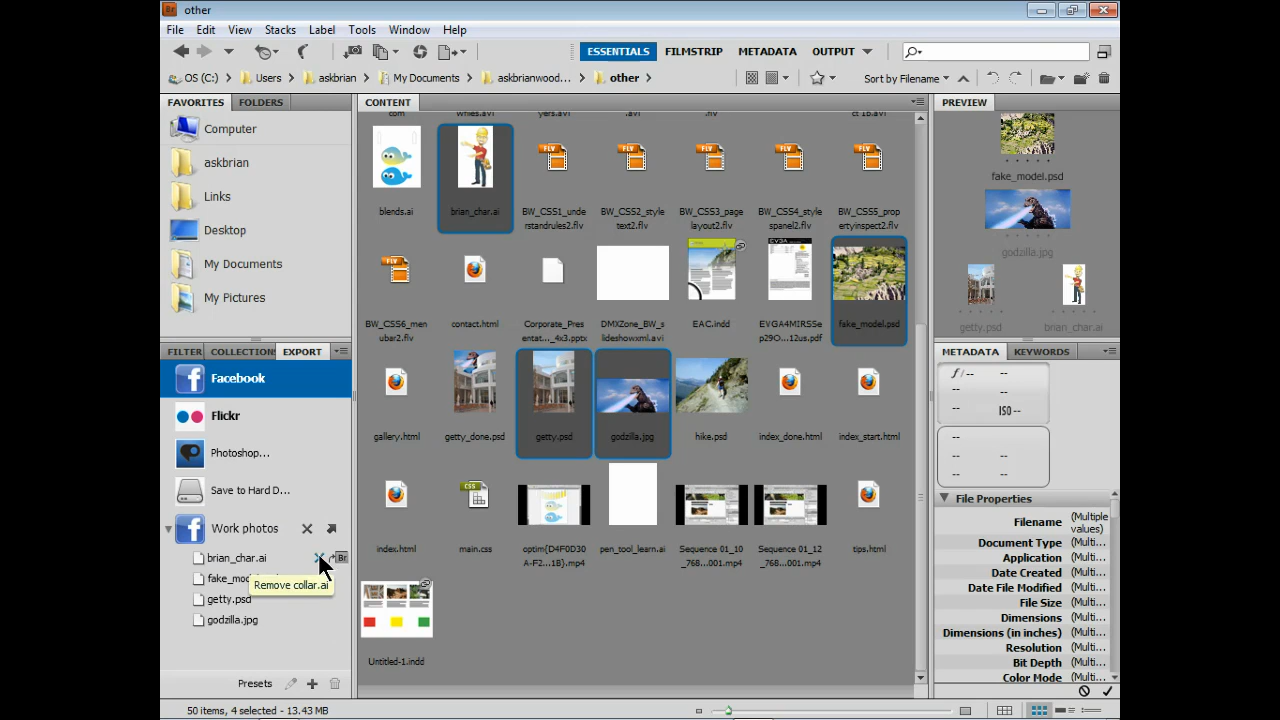 Br other
File Edit View Stacks Label Tools Window Help
ESSENTIALS FILMSTRIP METADATA OUTPUT
OS (C:) Users askbrian My Documents askbrianwood... other Sort by Filename
FAVORITES FOLDERS
Computer
askbrian
Links
Desktop
My Documents
My Pictures
FILTER COLLECTIONS EXPORT
Facebook
Flickr
Photoshop...
Save to Hard D...
Work photos
brian_char.ai Br
Remove collar.ai
getty.psd
godzilla.jpg
Presets
50 items, 4 selected - 13.43 MB
CONTENT
blends.ai
brian_char.ai
BW_CSS1_unde
rstandrules2.flv
BW_CSS2_style
text2.flv
BW_CSS3_page
layout2.flv
BW_CSS4_style
spanel2.flv
BW_CSS5_prop
ertyinspect2.flv
BW_CSS6_men
ubar2.flv
contact.html
Corporate_Pres
entat..._4x3.pptx
DMXZone_BW_s
lideshowxml.avi
EAC.indd
EVGA4MIRSSe
p29O...12us.pdf
fake_model.psd
gallery.html
getty_done.psd
getty.psd
godzilla.jpg
hike.psd
index_done.html
index_start.html
index.html
main.css
optim{D4F0D30
A-F2...1B}.mp4
pen_tool_learn.ai
Sequence 01_10
_768...001.mp4
Sequence 01_12
_768...001.mp4
tips.html
Untitled-1.indd
PREVIEW
fake_model.psd
godzilla.jpg
getty.psd brian_char.ai
METADATA KEYWORDS
f/-- --
-- --
-- ISO --
--
-- --
-- --
File Properties
Filename (Multiple
values)
Document Type (Multi...
Application (Multi...
Date Created (Multi...
Date File Modified (Multi...
File Size (Multi...
Dimensions (Multi...
Dimensions (in inches) (Multi...
Resolution (Multi...
Bit Depth (Multi...
Color Mode (Multi...